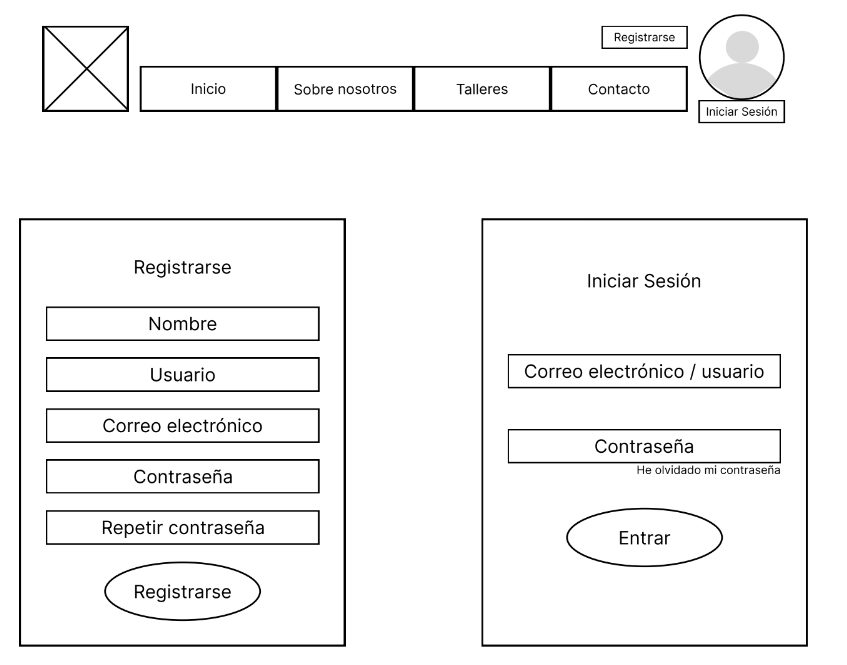 Registrarse
Inicio
Sobre nosotros
Talleres
Contacto
Iniciar Sesión
Registrarse
Nombre
Usuario
Correo electrónico
Contraseña
Repetir contraseña
Registrarse
Iniciar Sesión
Correo electrónico / usuario
Contraseña
He olvidado mi contraseña
Entrar